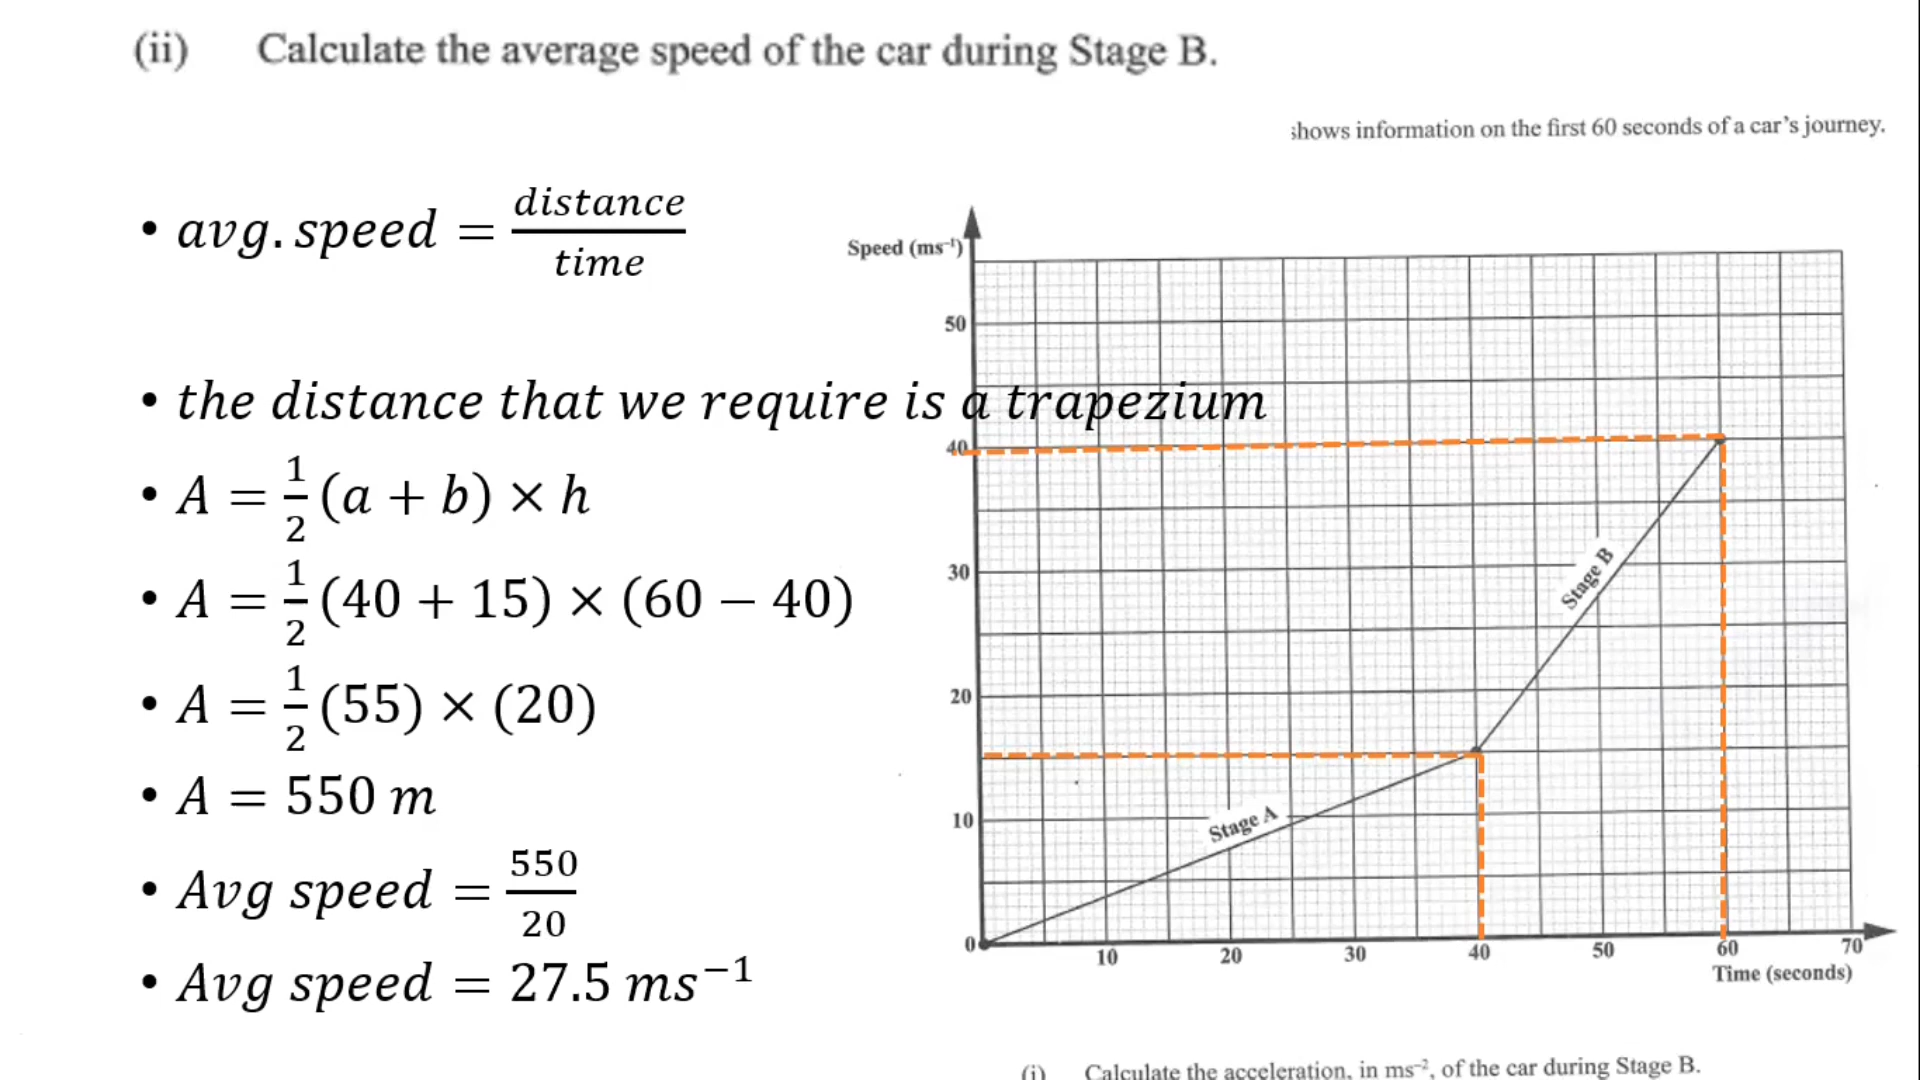 (ii) Calculate the average speed of the car during Stage B.
shows information on the first 60 seconds of a car's journey.
• avg. speed = distance/time
• the distance that we require is a trapezium
• A = 1/2 (a + b) × h
• A = 1/2 (40 + 15) × (60 − 40)
• A = 1/2 (55) × (20)
• A = 550 m
• Avg speed = 550/20
• Avg speed = 27.5 ms⁻¹
Speed (ms⁻¹)
50
40
30
20
10
0
Stage A
Stage B
10 20 30 40 50 60 70
Time (seconds)
(i) Calculate the acceleration, in ms⁻², of the car during Stage B.